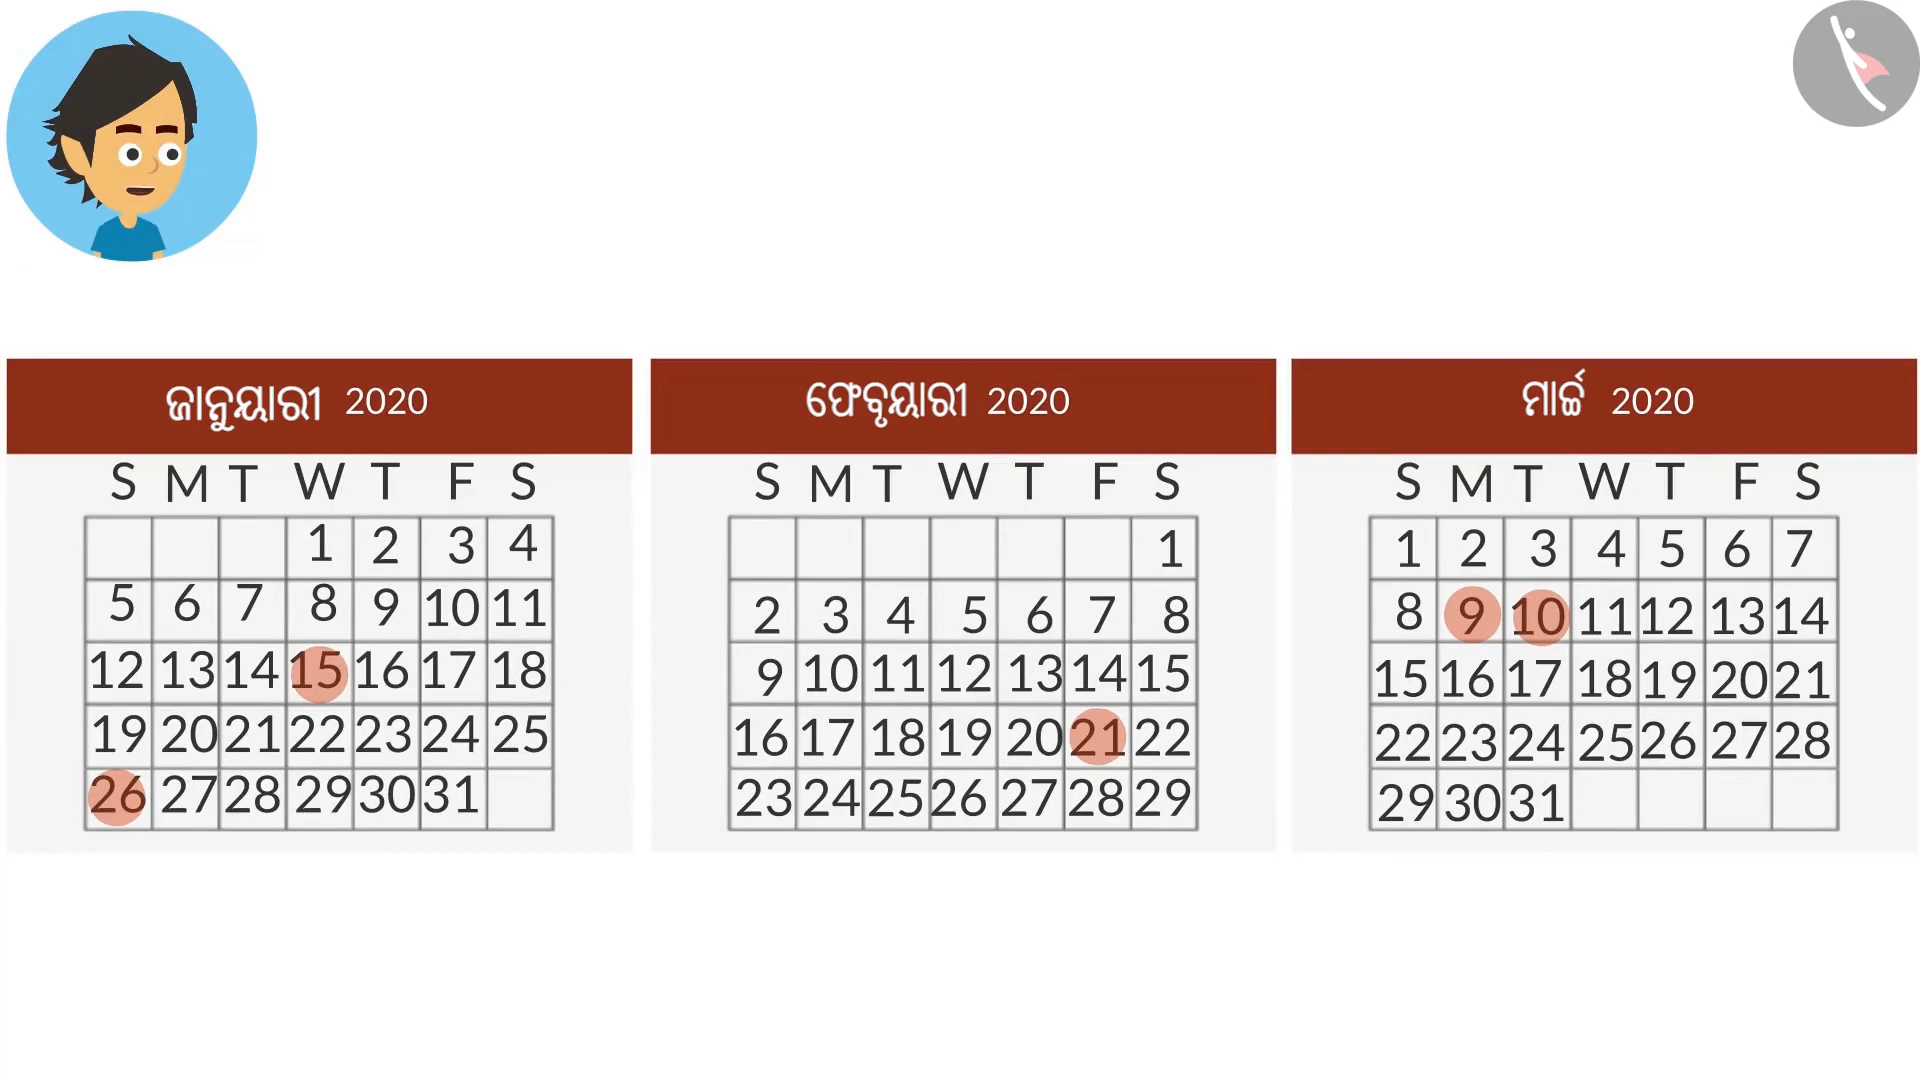 ଜାନୁୟାରୀ 2020
S M T W T F S
1 2 3 4
5 6 7 8 9 10 11
12 13 14 15 16 17 18
19 20 21 22 23 24 25
26 27 28 29 30 31
ଫେବୃୟାରୀ 2020
S M T W T F S
1
2 3 4 5 6 7 8
9 10 11 12 13 14 15
16 17 18 19 20 21 22
23 24 25 26 27 28 29
ମାର୍ଚ୍ଚ 2020
S M T W T F S
1 2 3 4 5 6 7
8 9 10 11 12 13 14
15 16 17 18 19 20 21
22 23 24 25 26 27 28
29 30 31